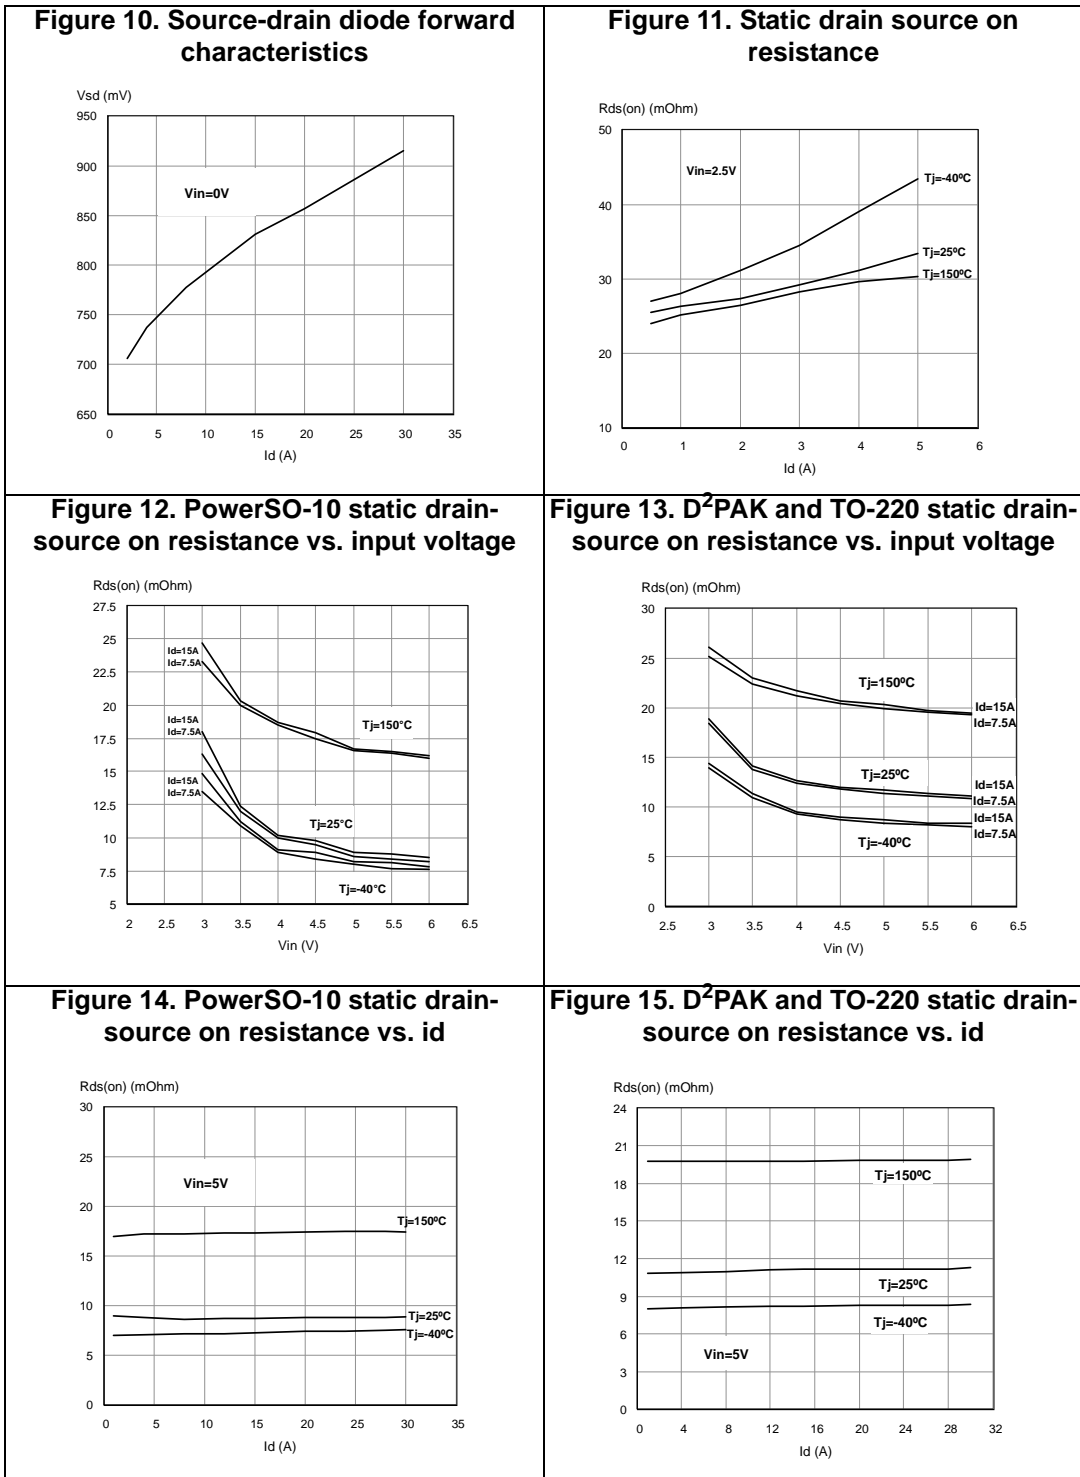 Figure 10. Source-drain diode forward
characteristics
Vsd (mV)
950
900
850
800
750
700
650
Vin=0V
0 5 10 15 20 25 30 35
Id (A)
Figure 11. Static drain source on
resistance
Rds(on) (mOhm)
50
40
30
20
10
Vin=2.5V
Tj=-40ºC
Tj=25ºC
Tj=150ºC
0 1 2 3 4 5 6
Id (A)
Figure 12. PowerSO-10 static drain-
source on resistance vs. input voltage
Rds(on) (mOhm)
27.5
25
22.5
20
17.5
15
12.5
10
7.5
5
Id=15A
Id=7.5A
Tj=150°C
Id=15A
Id=7.5A
Id=15A
Id=7.5A
Tj=25°C
Tj=-40°C
2 2.5 3 3.5 4 4.5 5 5.5 6 6.5
Vin (V)
Figure 13. D²PAK and TO-220 static drain-
source on resistance vs. input voltage
Rds(on) (mOhm)
30
25
20
15
10
5
0
Tj=150ºC
Id=15A
Id=7.5A
Tj=25ºC
Id=15A
Id=7.5A
Id=15A
Id=7.5A
Tj=-40ºC
2.5 3 3.5 4 4.5 5 5.5 6 6.5
Vin (V)
Figure 14. PowerSO-10 static drain-
source on resistance vs. id
Rds(on) (mOhm)
30
25
20
15
10
5
0
Vin=5V
Tj=150ºC
Tj=25ºC
Tj=-40ºC
0 5 10 15 20 25 30 35
Id (A)
Figure 15. D²PAK and TO-220 static drain-
source on resistance vs. id
Rds(on) (mOhm)
24
21
18
15
12
9
6
3
0
Tj=150ºC
Tj=25ºC
Tj=-40ºC
Vin=5V
0 4 8 12 16 20 24 28 32
Id (A)